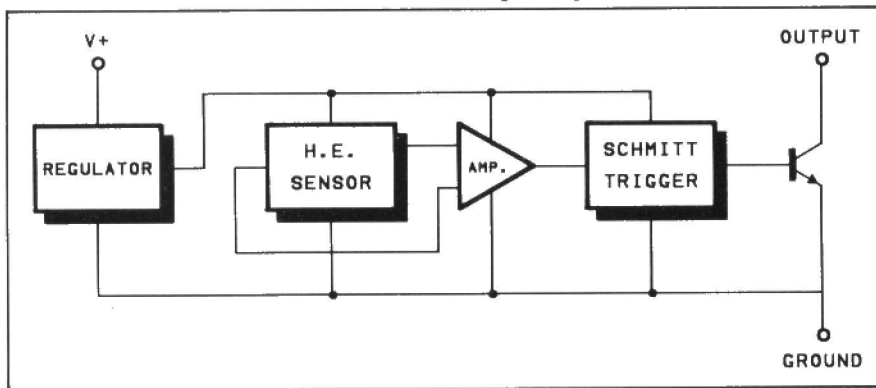 V+
OUTPUT
REGULATOR
H.E.
SENSOR
AMP.
SCHMITT
TRIGGER
GROUND